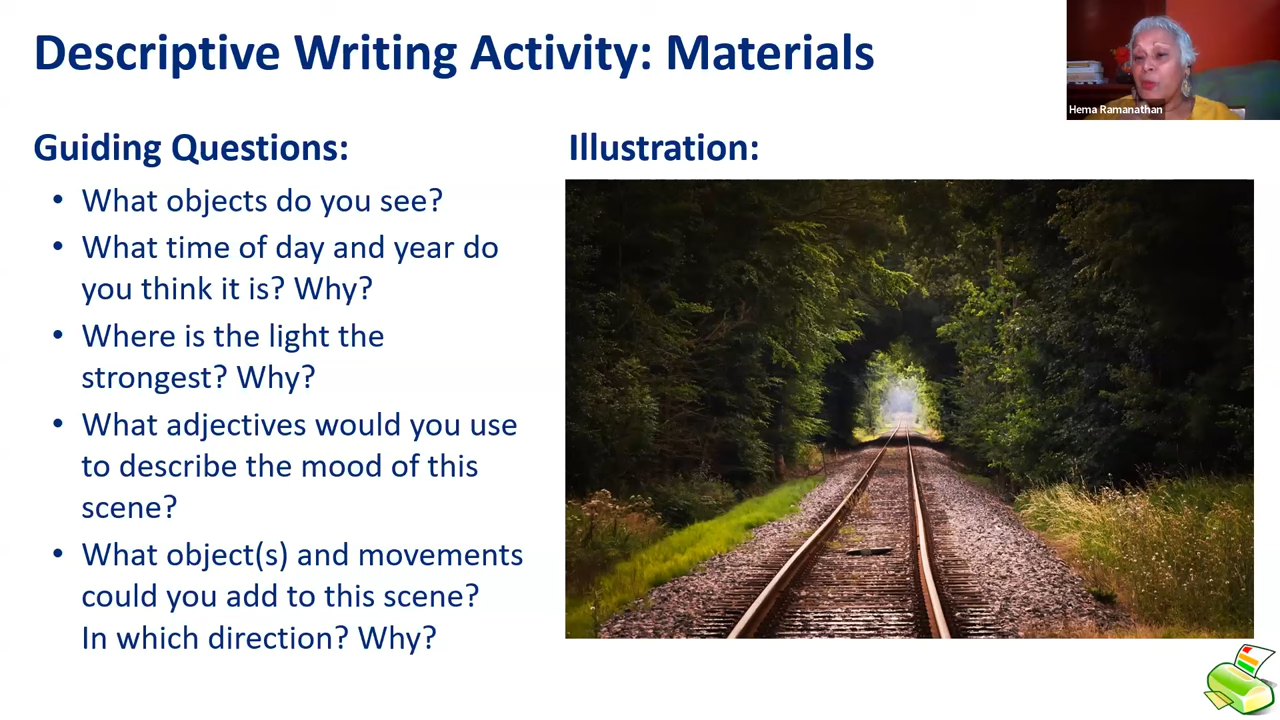 Descriptive Writing Activity: Materials
Hema Ramanathan
Guiding Questions:
• What objects do you see?
• What time of day and year do
you think it is? Why?
• Where is the light the
strongest? Why?
• What adjectives would you use
to describe the mood of this
scene?
• What object(s) and movements
could you add to this scene?
In which direction? Why?
Illustration: